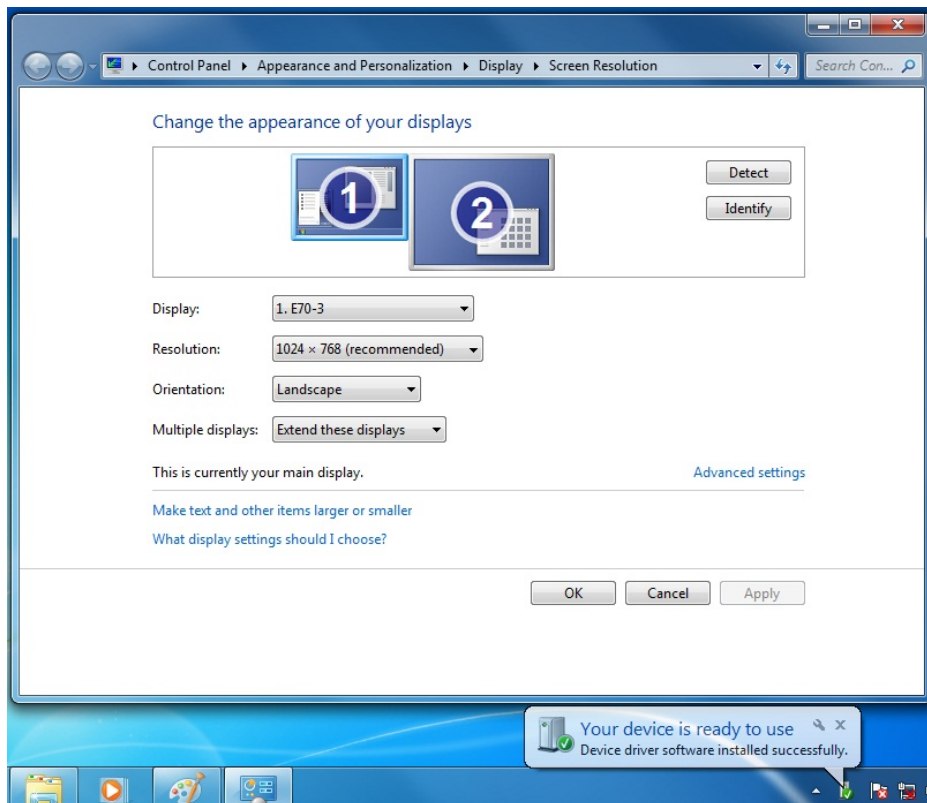 Control Panel ▸ Appearance and Personalization ▸ Display ▸ Screen Resolution
Search Con...
Change the appearance of your displays
1
2
Detect
Identify
Display: 1. E70-3
Resolution: 1024 × 768 (recommended)
Orientation: Landscape
Multiple displays: Extend these displays
This is currently your main display. Advanced settings
Make text and other items larger or smaller
What display settings should I choose?
OK Cancel Apply
Your device is ready to use
Device driver software installed successfully.